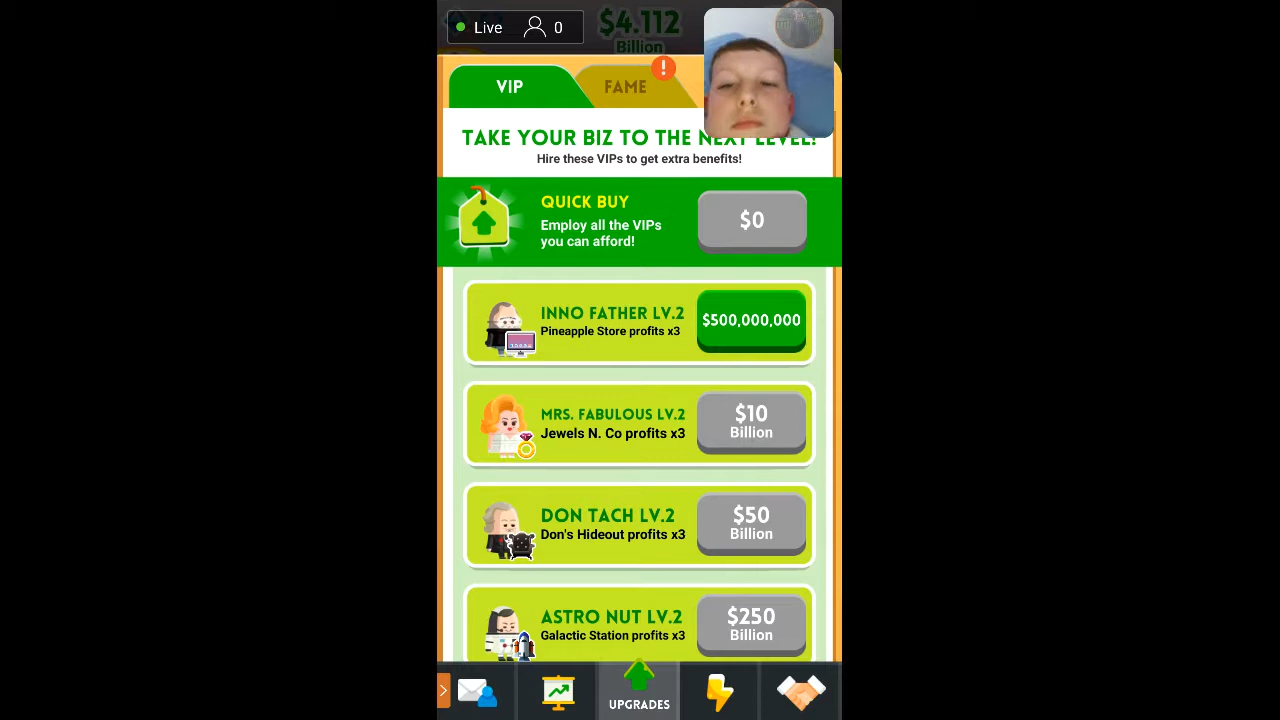 Live 0
$4.112
Billion
!
VIP
FAME
TAKE YOUR BIZ TO THE NEXT LEVEL!
Hire these VIPs to get extra benefits!
QUICK BUY
Employ all the VIPs
you can afford!
$0
INNO FATHER LV.2
Pineapple Store profits x3
$500,000,000
MRS. FABULOUS LV.2
Jewels N. Co profits x3
$10
Billion
DON TACH LV.2
Don's Hideout profits x3
$50
Billion
ASTRO NUT LV.2
Galactic Station profits x3
$250
Billion
UPGRADES